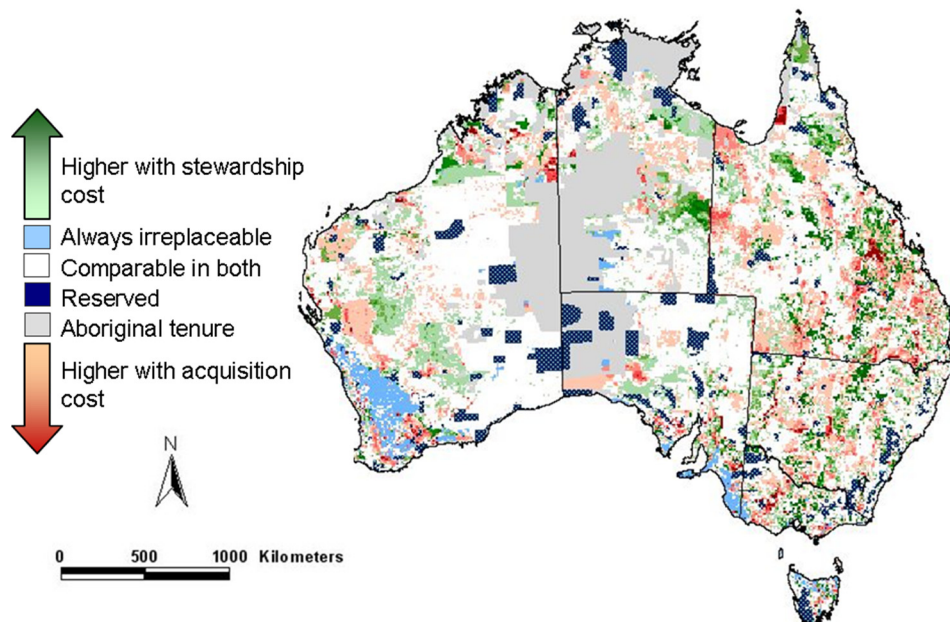 Higher with stewardship
cost
Always irreplaceable
Comparable in both
Reserved
Aboriginal tenure
Higher with acquisition
cost
N
0 500 1000 Kilometers